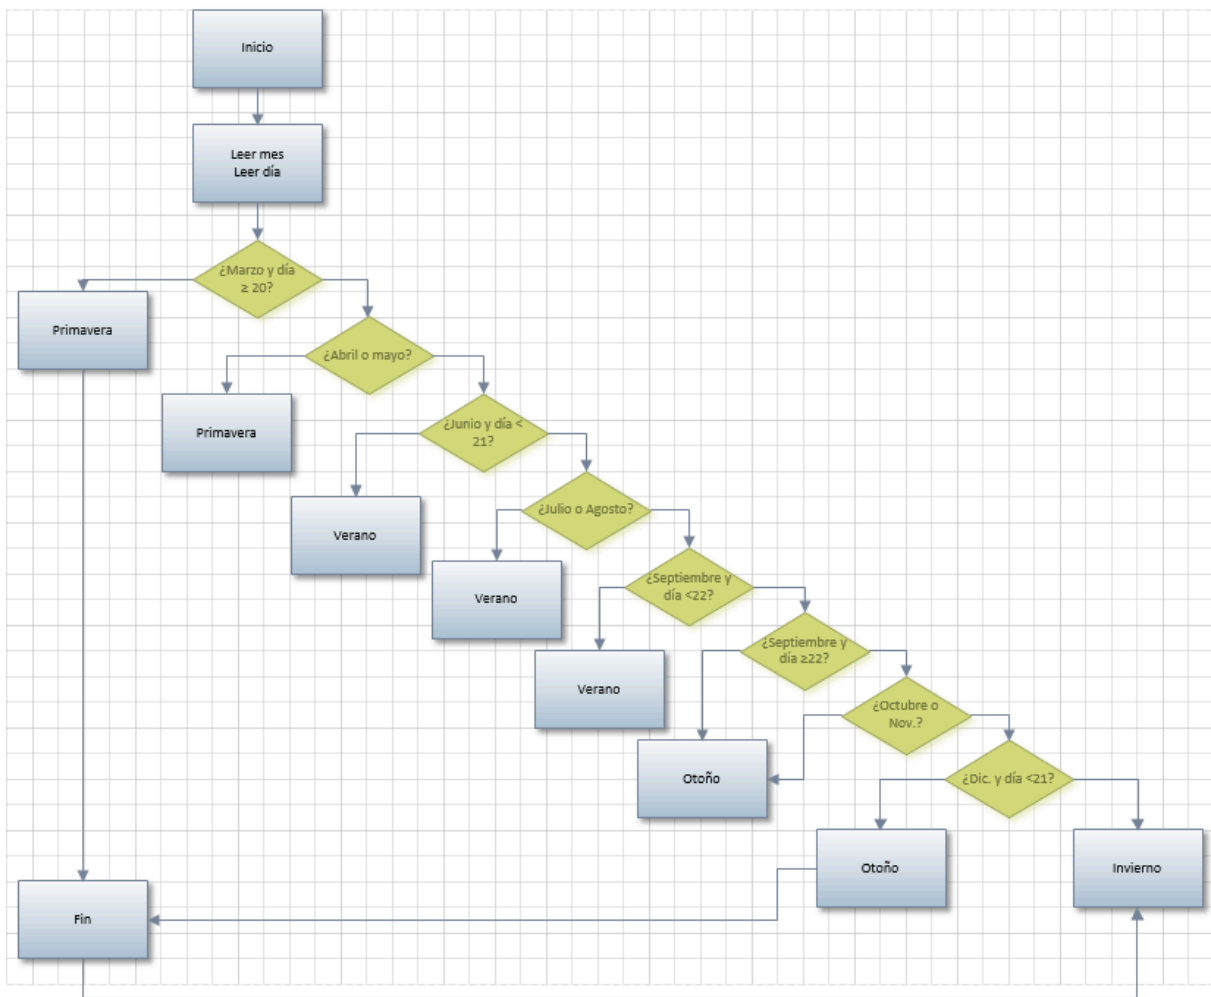 Inicio
Leer mes
Leer día
¿Marzo y día
≥ 20?
Primavera
¿Abril o mayo?
Primavera
¿Junio y día <
21?
Verano
¿Julio o Agosto?
Verano
¿Septiembre y
día <22?
Verano
¿Septiembre y
día ≥22?
Otoño
¿Octubre o
Nov.?
¿Dic. y día <21?
Otoño
Invierno
Fin